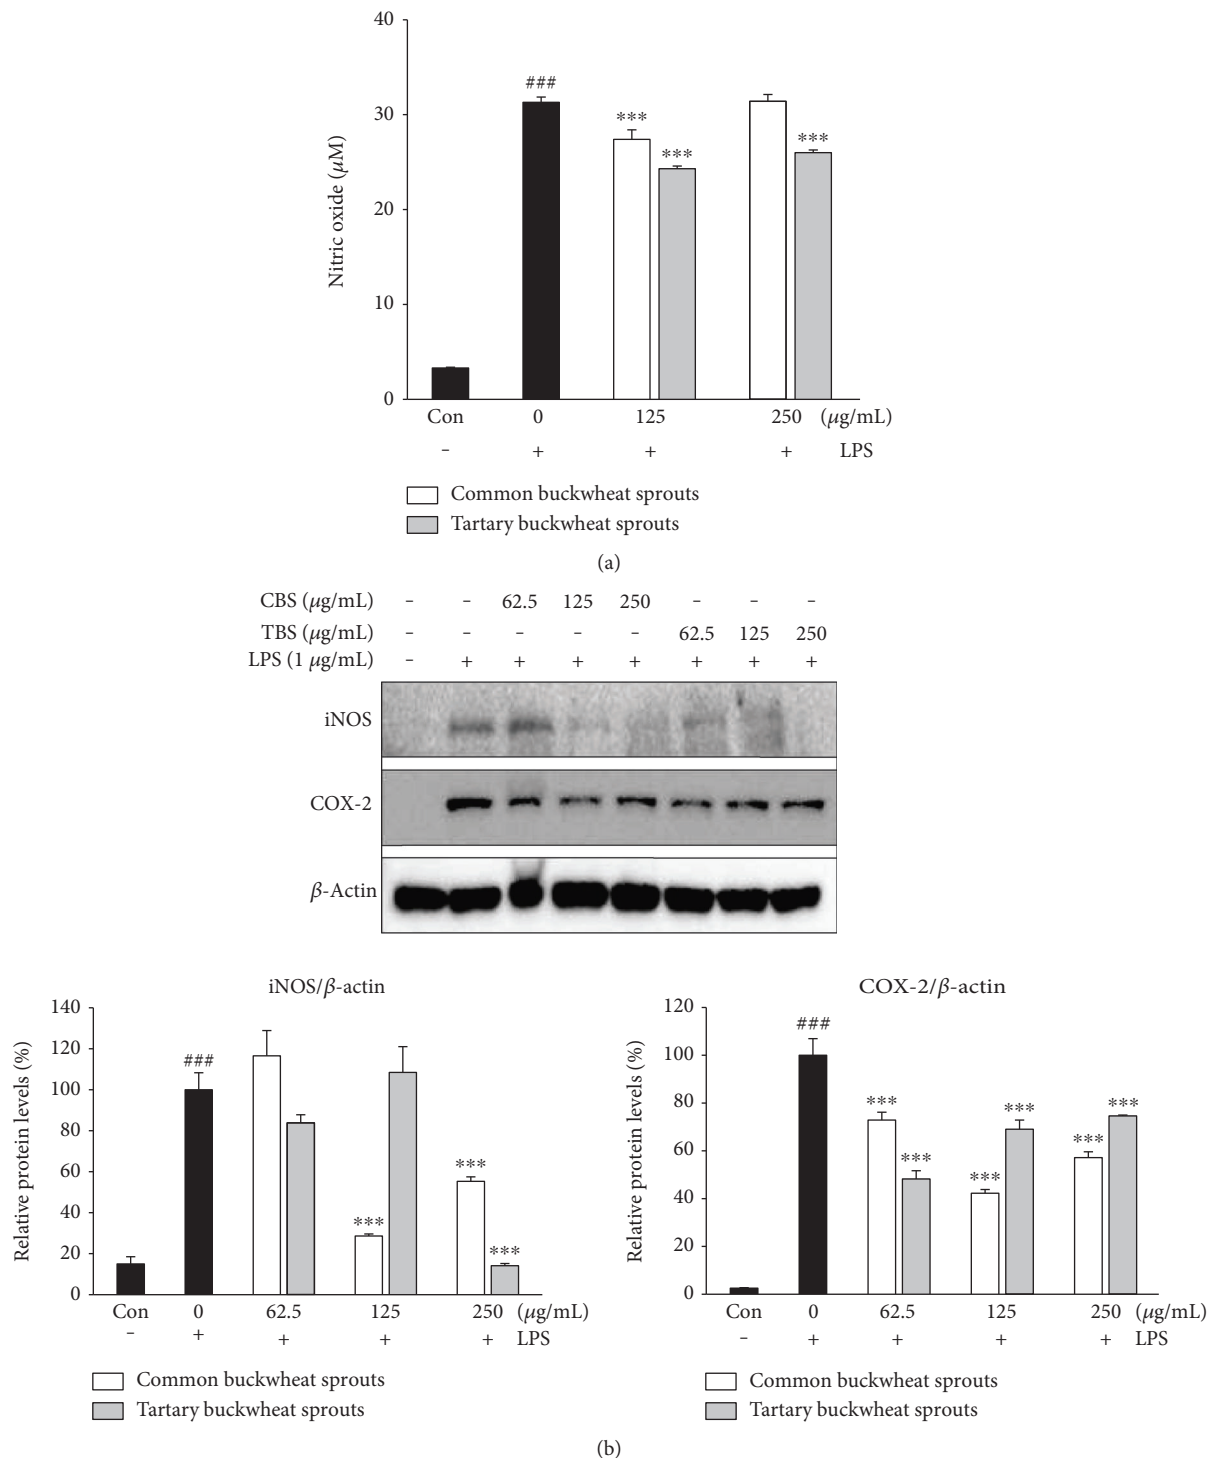 40
30
20
10
0
Nitric oxide (μM)
###
***
***
***
Con 0 125 250 (μg/mL)
– + + + LPS
Common buckwheat sprouts
Tartary buckwheat sprouts
(a)
CBS (μg/mL) – – 62.5 125 250 – – –
TBS (μg/mL) – – – – – 62.5 125 250
LPS (1 μg/mL) – + + + + + + +
iNOS
COX-2
β-Actin
iNOS/β-actin
140
120
100
80
60
40
20
0
Relative protein levels (%)
###
***
***
***
Con 0 62.5 125 250 (μg/mL)
– + + + + LPS
Common buckwheat sprouts
Tartary buckwheat sprouts
COX-2/β-actin
120
100
80
60
40
20
0
Relative protein levels (%)
###
***
***
***
***
***
***
Con 0 62.5 125 250 (μg/mL)
– + + + + LPS
Common buckwheat sprouts
Tartary buckwheat sprouts
(b)